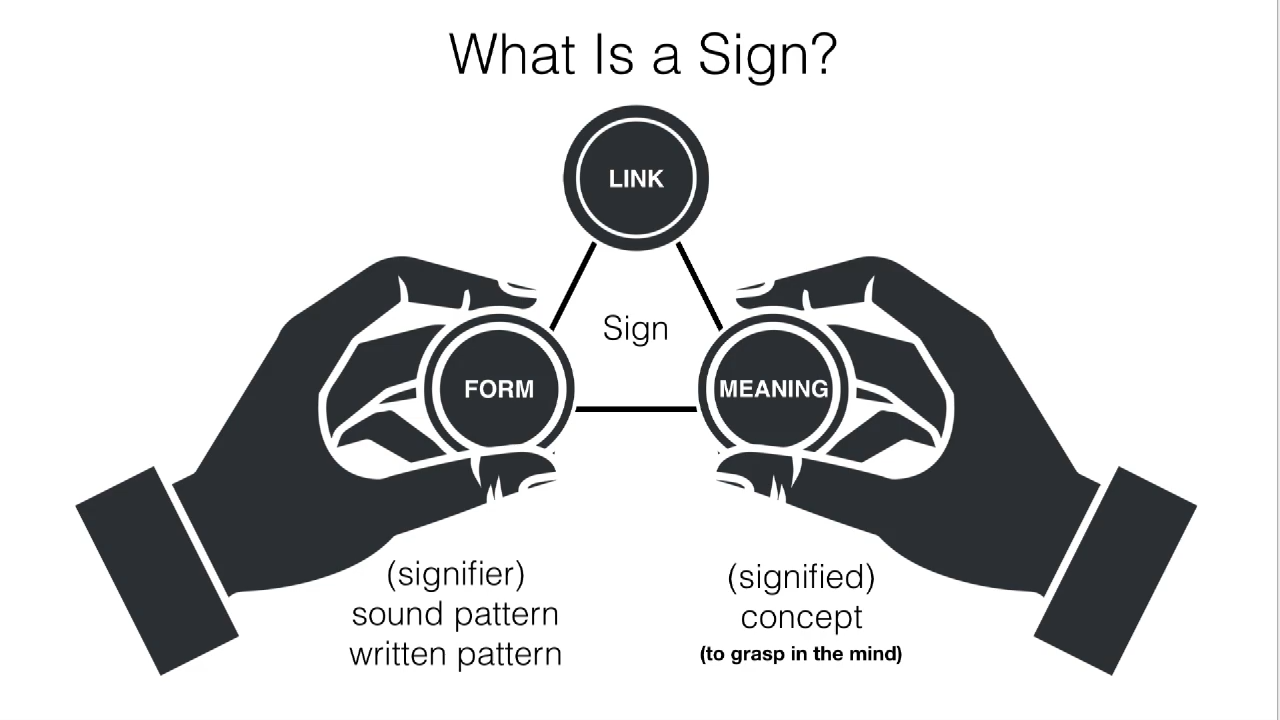 What Is a Sign?
LINK
Sign
FORM
MEANING
(signifier)
sound pattern
written pattern
(signified)
concept
(to grasp in the mind)